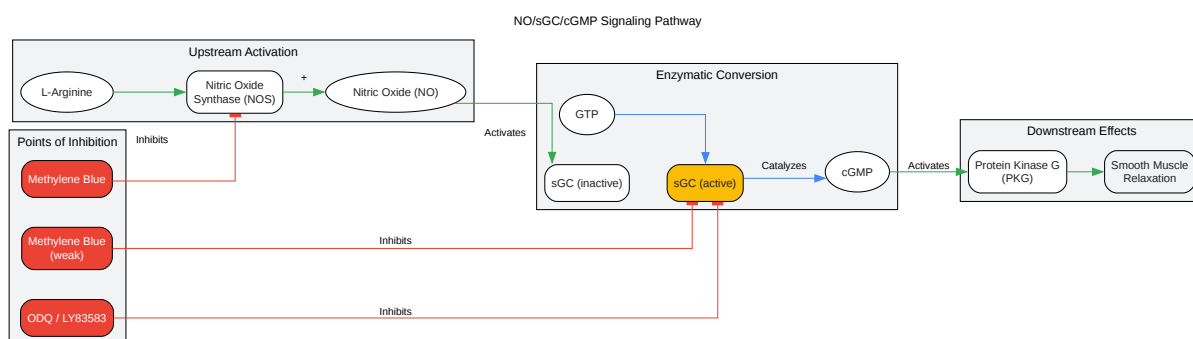 NO/sGC/cGMP Signaling Pathway
Upstream Activation
L-Arginine
Nitric Oxide
Synthase (NOS)
+
Nitric Oxide (NO)
Points of Inhibition
Methylene Blue
Inhibits
Methylene Blue
(weak)
Inhibits
ODQ / LY83583
Inhibits
Activates
Enzymatic Conversion
GTP
sGC (inactive)
sGC (active)
Catalyzes
cGMP
Activates
Downstream Effects
Protein Kinase G
(PKG)
Smooth Muscle
Relaxation